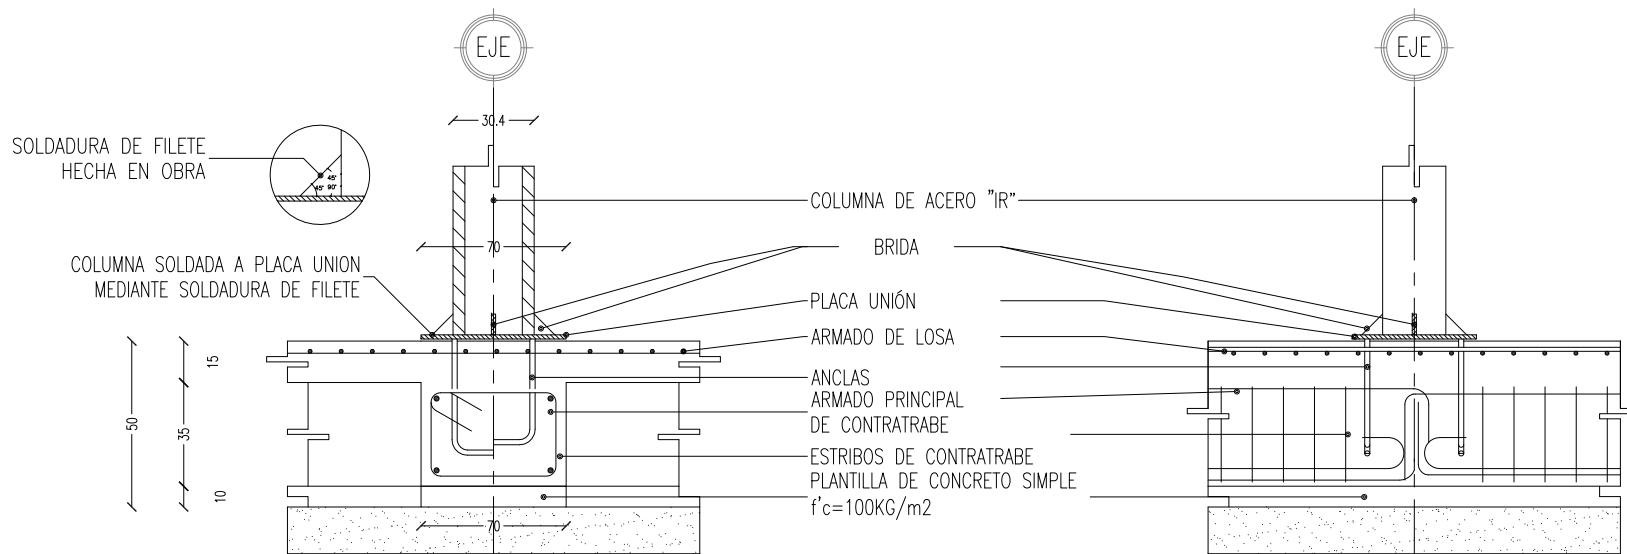 EJE
EJE
30.4
SOLDADURA DE FILETE
HECHA EN OBRA
45°
45°
90°
COLUMNA DE ACERO "IR"
70
BRIDA
COLUMNA SOLDADA A PLACA UNION
MEDIANTE SOLDADURA DE FILETE
PLACA UNIÓN
ARMADO DE LOSA
15
ANCLAS
ARMADO PRINCIPAL
DE CONTRATRABE
50
35
ESTRIBOS DE CONTRATRABE
PLANTILLA DE CONCRETO SIMPLE
f'c=100KG/m2
10
70